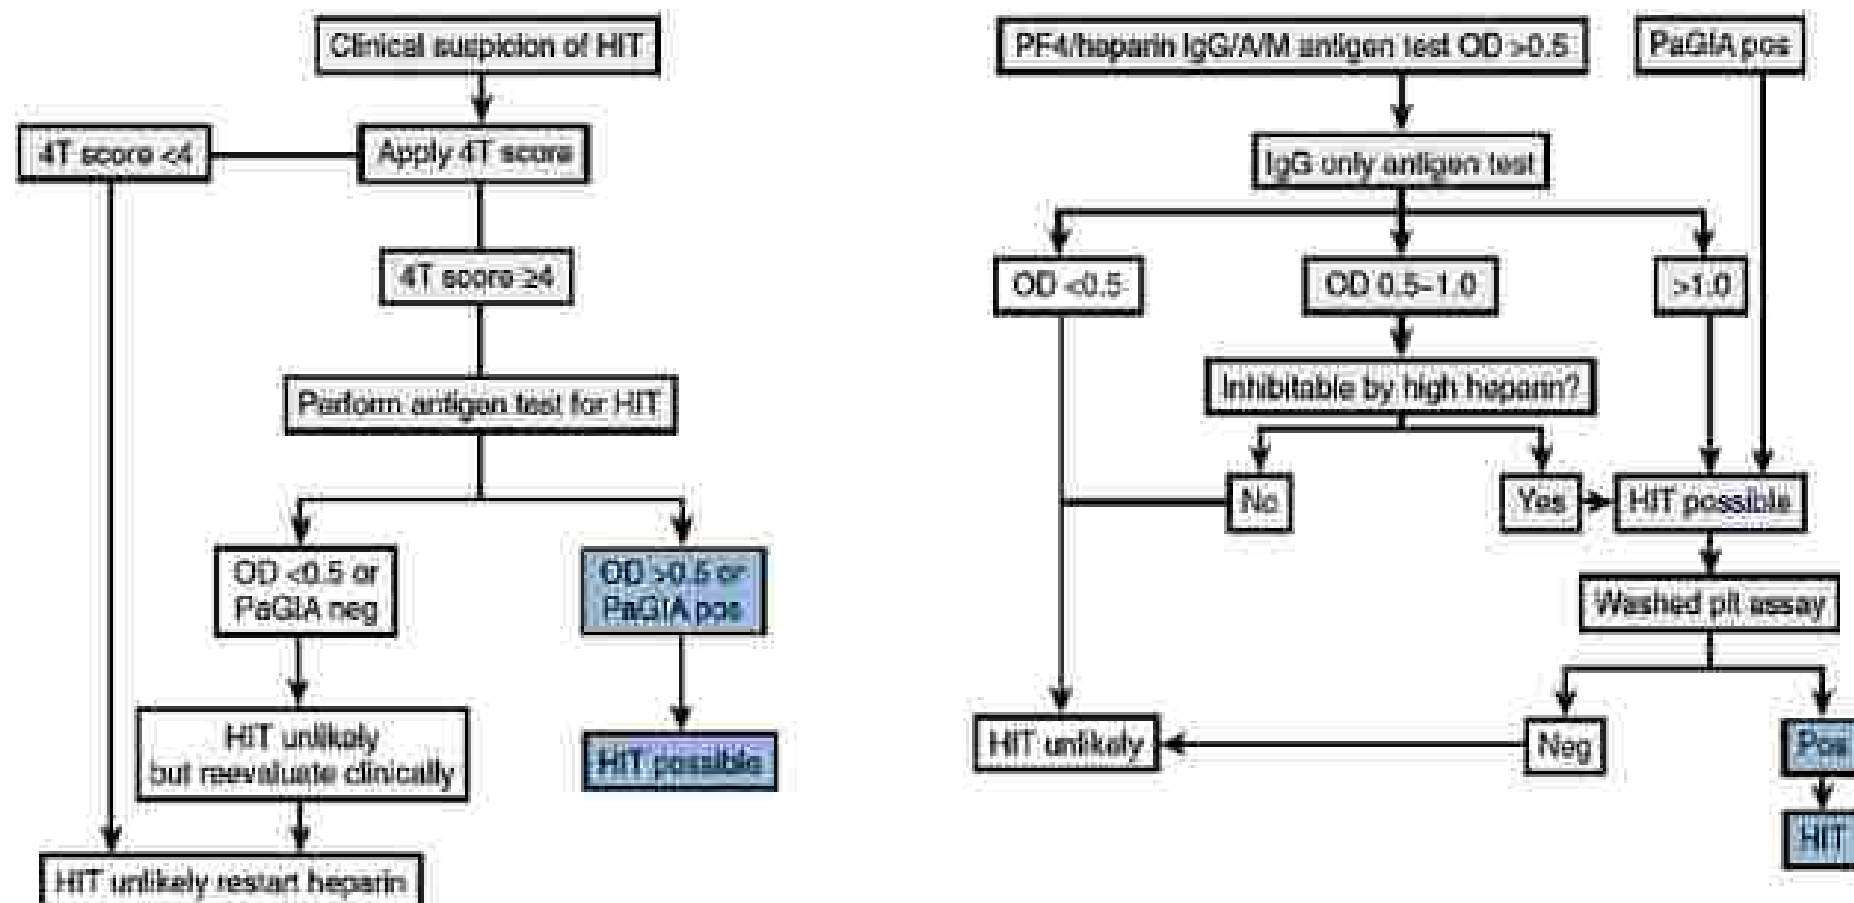 Clinical suspicion of HIT
4T score <4
Apply 4T score
4T score ≥4
Perform antigen test for HIT
OD <0.5 or
PaGIA neg
OD >0.5 or
PaGIA pos
HIT unlikely
but reevaluate clinically
HIT possible
HIT unlikely restart heparin
PF4/heparin IgG/A/M antigen test OD >0.5
PaGIA pos
IgG only antigen test
OD <0.5
OD 0.5–1.0
>1.0
Inhibitable by high heparin?
No
Yes
HIT possible
Washed plt assay
HIT unlikely
Neg
Pos
HIT